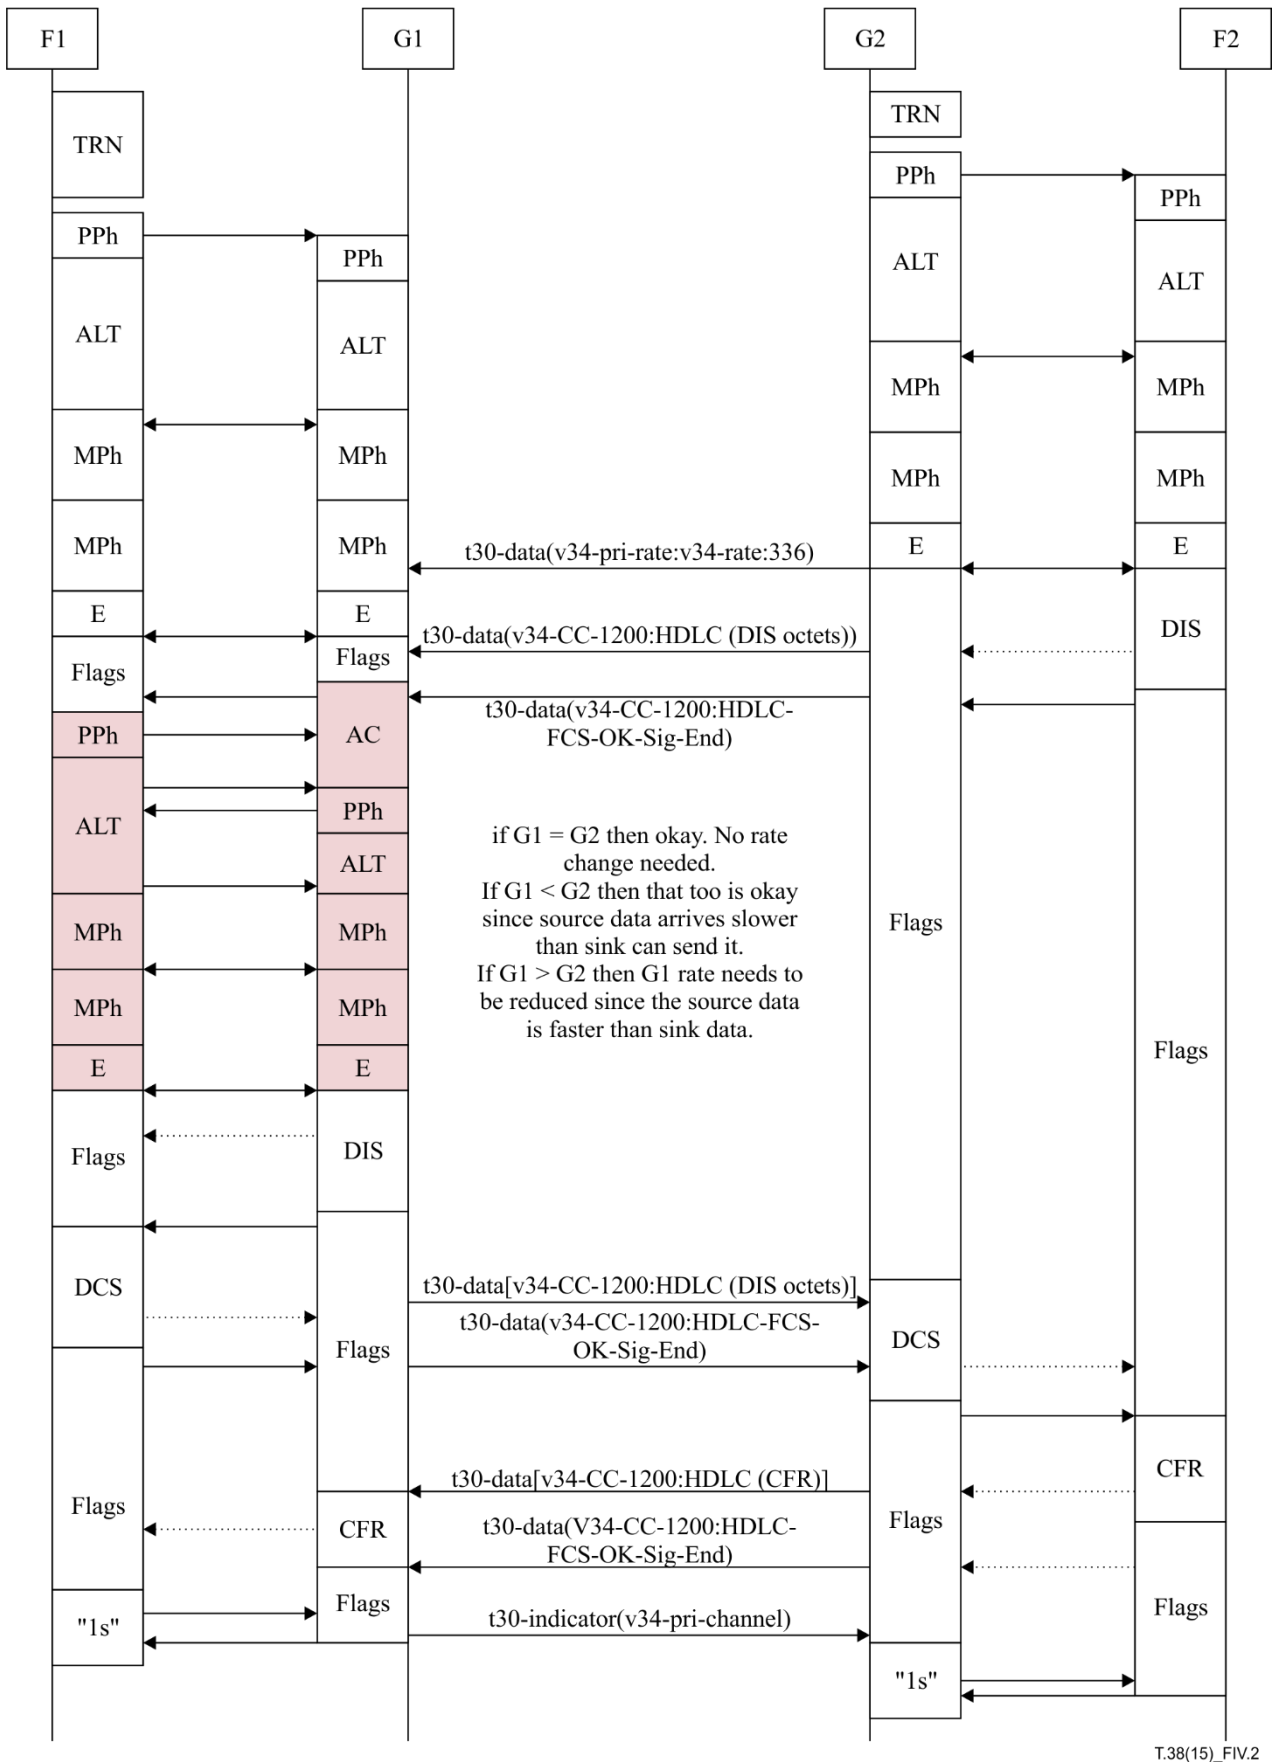 F1
G1
G2
F2
TRN
TRN
PPh
PPh
PPh
PPh
ALT
ALT
ALT
ALT
MPh
MPh
MPh
MPh
MPh
MPh
MPh
MPh
t30-data(v34-pri-rate:v34-rate:336)
E
E
E
E
t30-data(v34-CC-1200:HDLC (DIS octets))
DIS
Flags
Flags
t30-data(v34-CC-1200:HDLC-
FCS-OK-Sig-End)
PPh
AC
PPh
ALT
ALT
if G1 = G2 then okay. No rate
change needed.
If G1 < G2 then that too is okay
since source data arrives slower
than sink can send it.
If G1 > G2 then G1 rate needs to
be reduced since the source data
is faster than sink data.
Flags
MPh
MPh
MPh
MPh
E
E
Flags
Flags
DIS
DCS
t30-data[v34-CC-1200:HDLC (DIS octets)]
t30-data(v34-CC-1200:HDLC-FCS-
OK-Sig-End)
Flags
DCS
t30-data[v34-CC-1200:HDLC (CFR)]
CFR
Flags
CFR
t30-data(V34-CC-1200:HDLC-
FCS-OK-Sig-End)
Flags
Flags
Flags
"1s"
t30-indicator(v34-pri-channel)
"1s"
T.38(15)_FIV.2